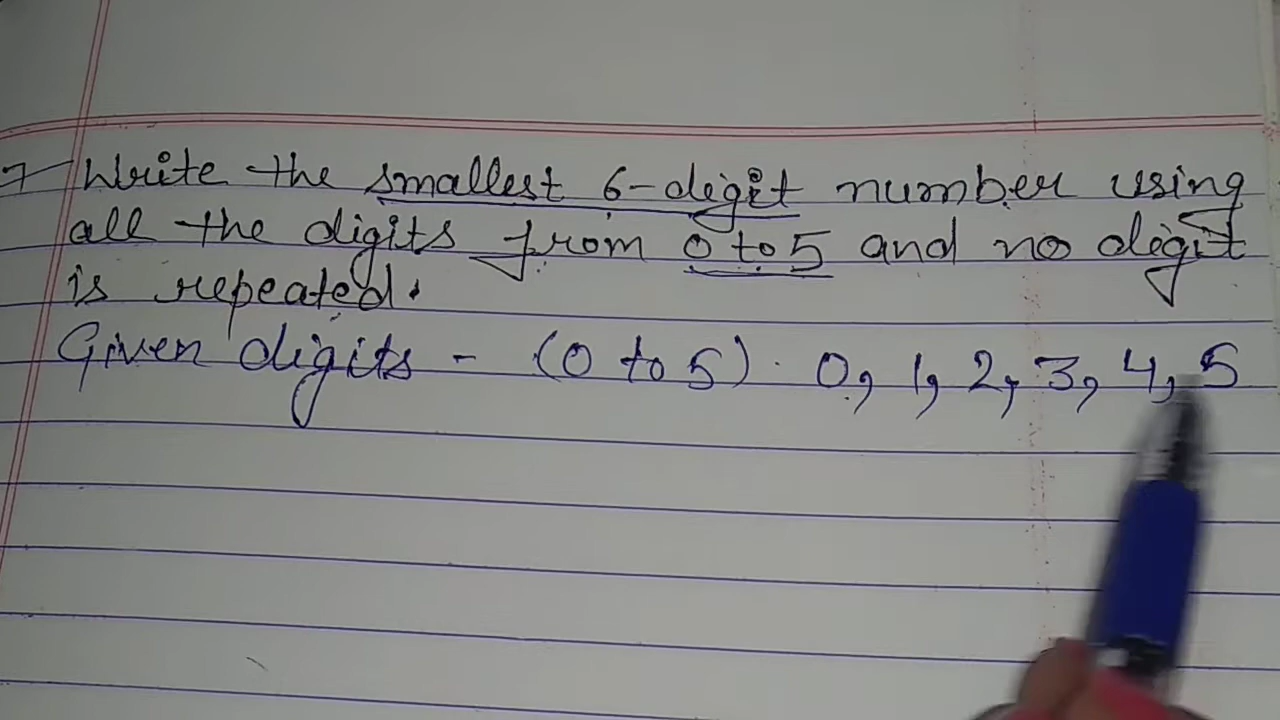 7- Write the smallest 6-digit number using
all the digits from 0 to 5 and no digit
is repeated.
Given digits - (0 to 5). 0, 1, 2, 3, 4, 5